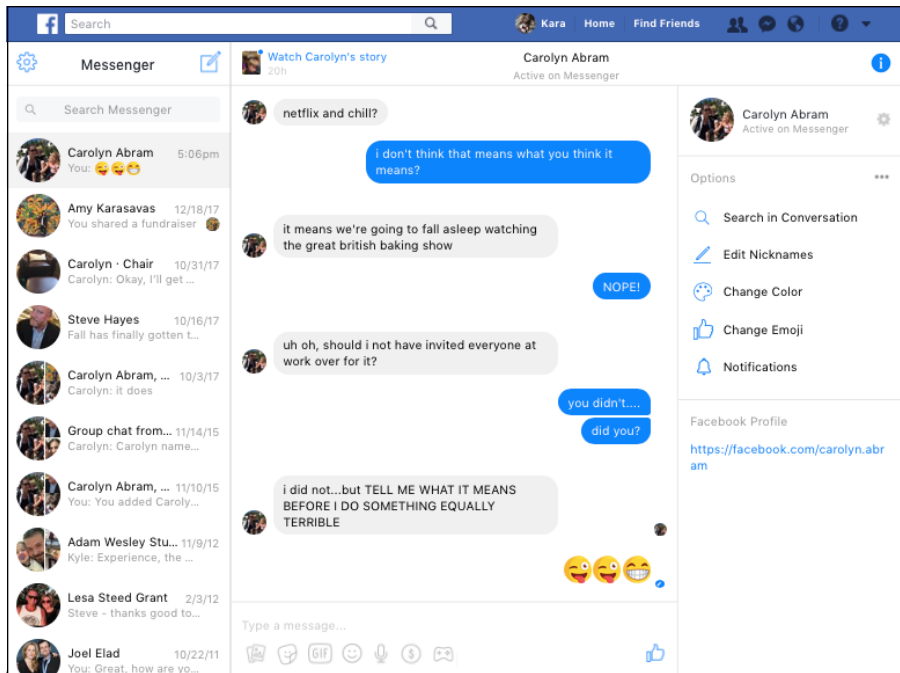 f
Search
Kara Home Find Friends
Messenger
Search Messenger
Carolyn Abram 5:06pm
You: 😜😜😁
Amy Karasavas 12/18/17
You shared a fundraiser
Carolyn · Chair 10/31/17
Carolyn: Okay, I'll get ...
Steve Hayes 10/16/17
Fall has finally gotten t...
Carolyn Abram, ... 10/3/17
Carolyn: it does
Group chat from... 11/14/15
Carolyn: Carolyn name...
Carolyn Abram, ... 11/10/15
You: You added Caroly...
Adam Wesley Stu... 11/9/12
Kyle: Experience, the ...
Lesa Steed Grant 2/3/12
Steve - thanks good to...
Joel Elad 10/22/11
You: Great, how are yo...
Watch Carolyn's story
20h
Carolyn Abram
Active on Messenger
netflix and chill?
i don't think that means what you think it
means?
it means we're going to fall asleep watching
the great british baking show
NOPE!
uh oh, should i not have invited everyone at
work over for it?
you didn't....
did you?
i did not...but TELL ME WHAT IT MEANS
BEFORE I DO SOMETHING EQUALLY
TERRIBLE
😜😜😁
Type a message...
GIF
$
i
Carolyn Abram
Active on Messenger
Options
Search in Conversation
Edit Nicknames
Change Color
Change Emoji
Notifications
Facebook Profile
https://facebook.com/carolyn.abr
am